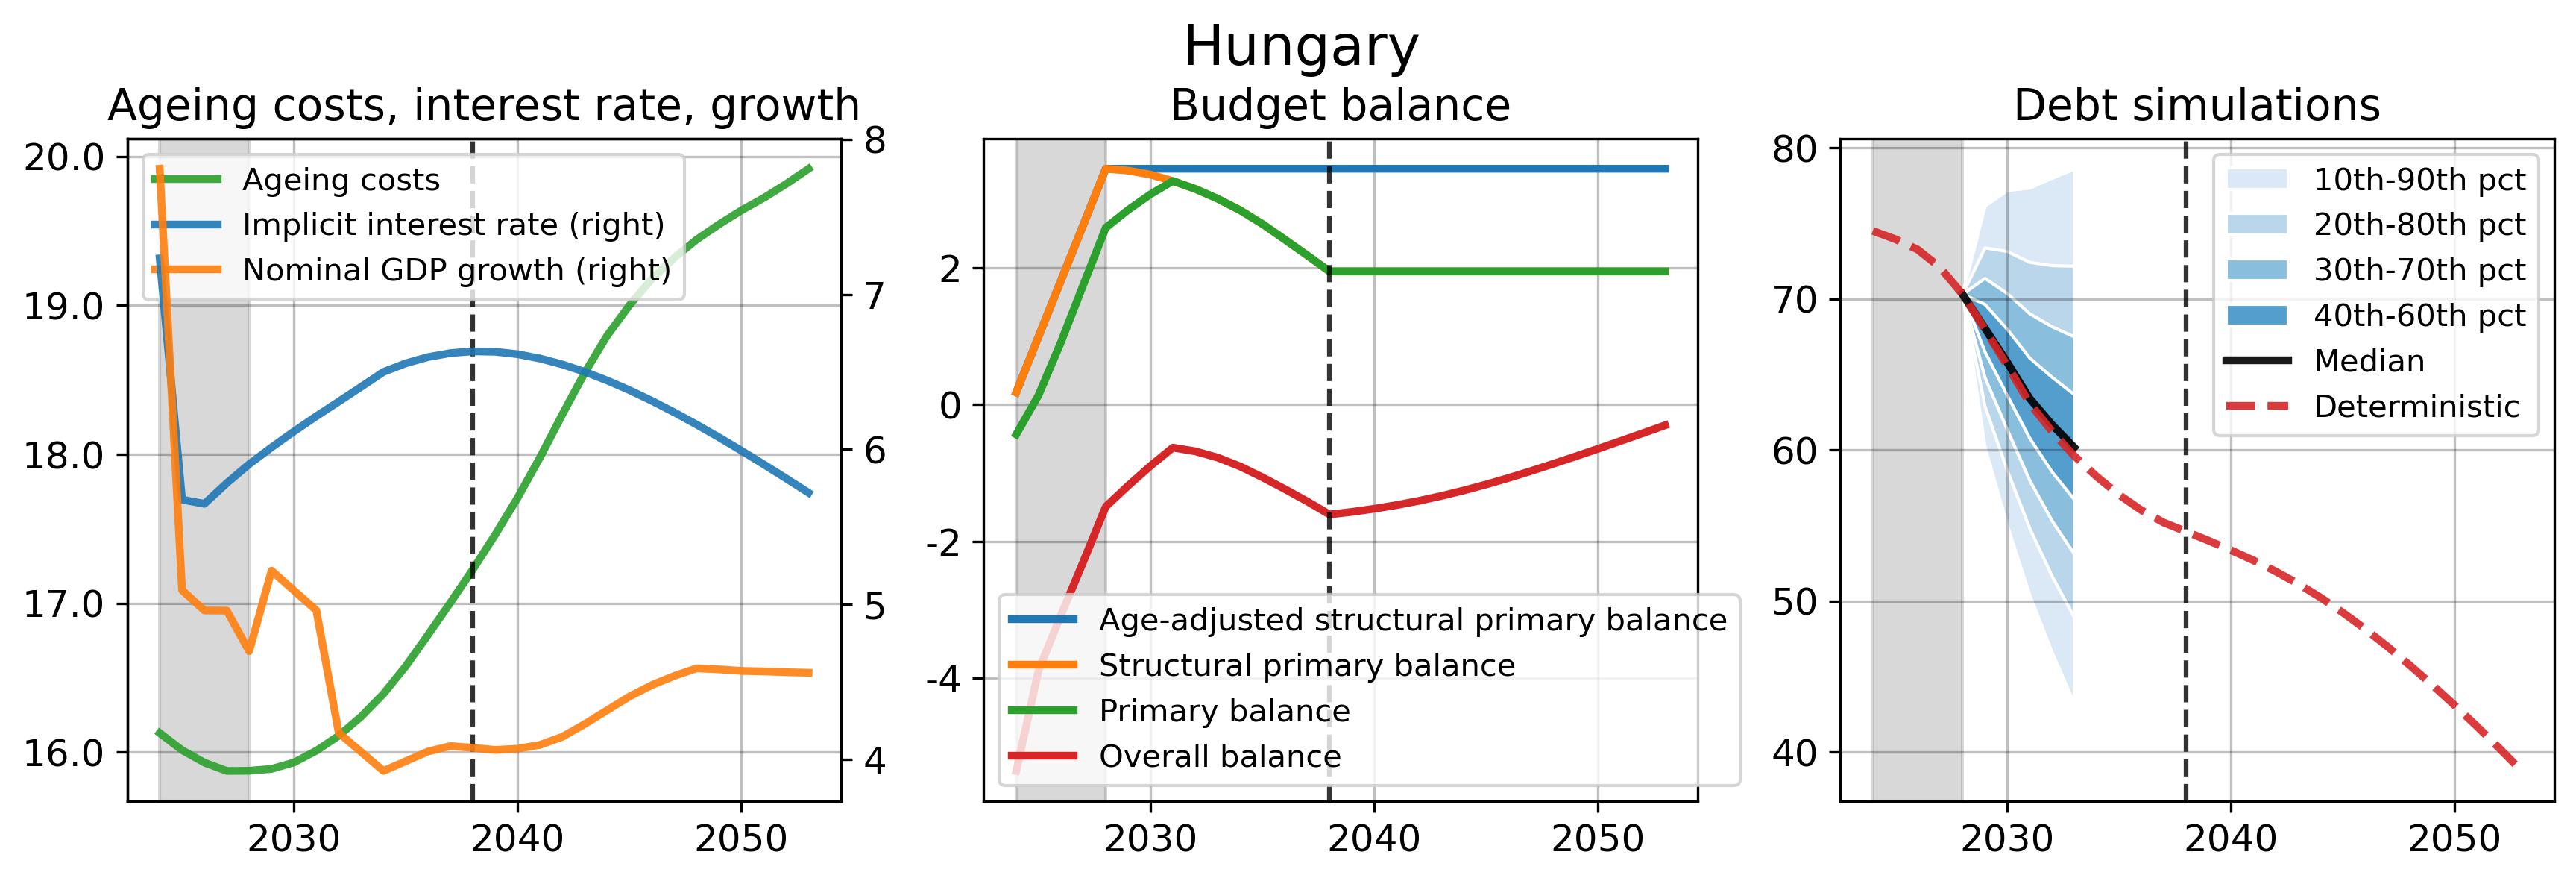 Hungary
Ageing costs, interest rate, growth
20.0
19.0
18.0
17.0
16.0
8
7
6
5
4
2030
2040
2050
Ageing costs
Implicit interest rate (right)
Nominal GDP growth (right)
Budget balance
2
0
-2
-4
2030
2040
2050
Age-adjusted structural primary balance
Structural primary balance
Primary balance
Overall balance
Debt simulations
80
70
60
50
40
2030
2040
2050
10th-90th pct
20th-80th pct
30th-70th pct
40th-60th pct
Median
Deterministic